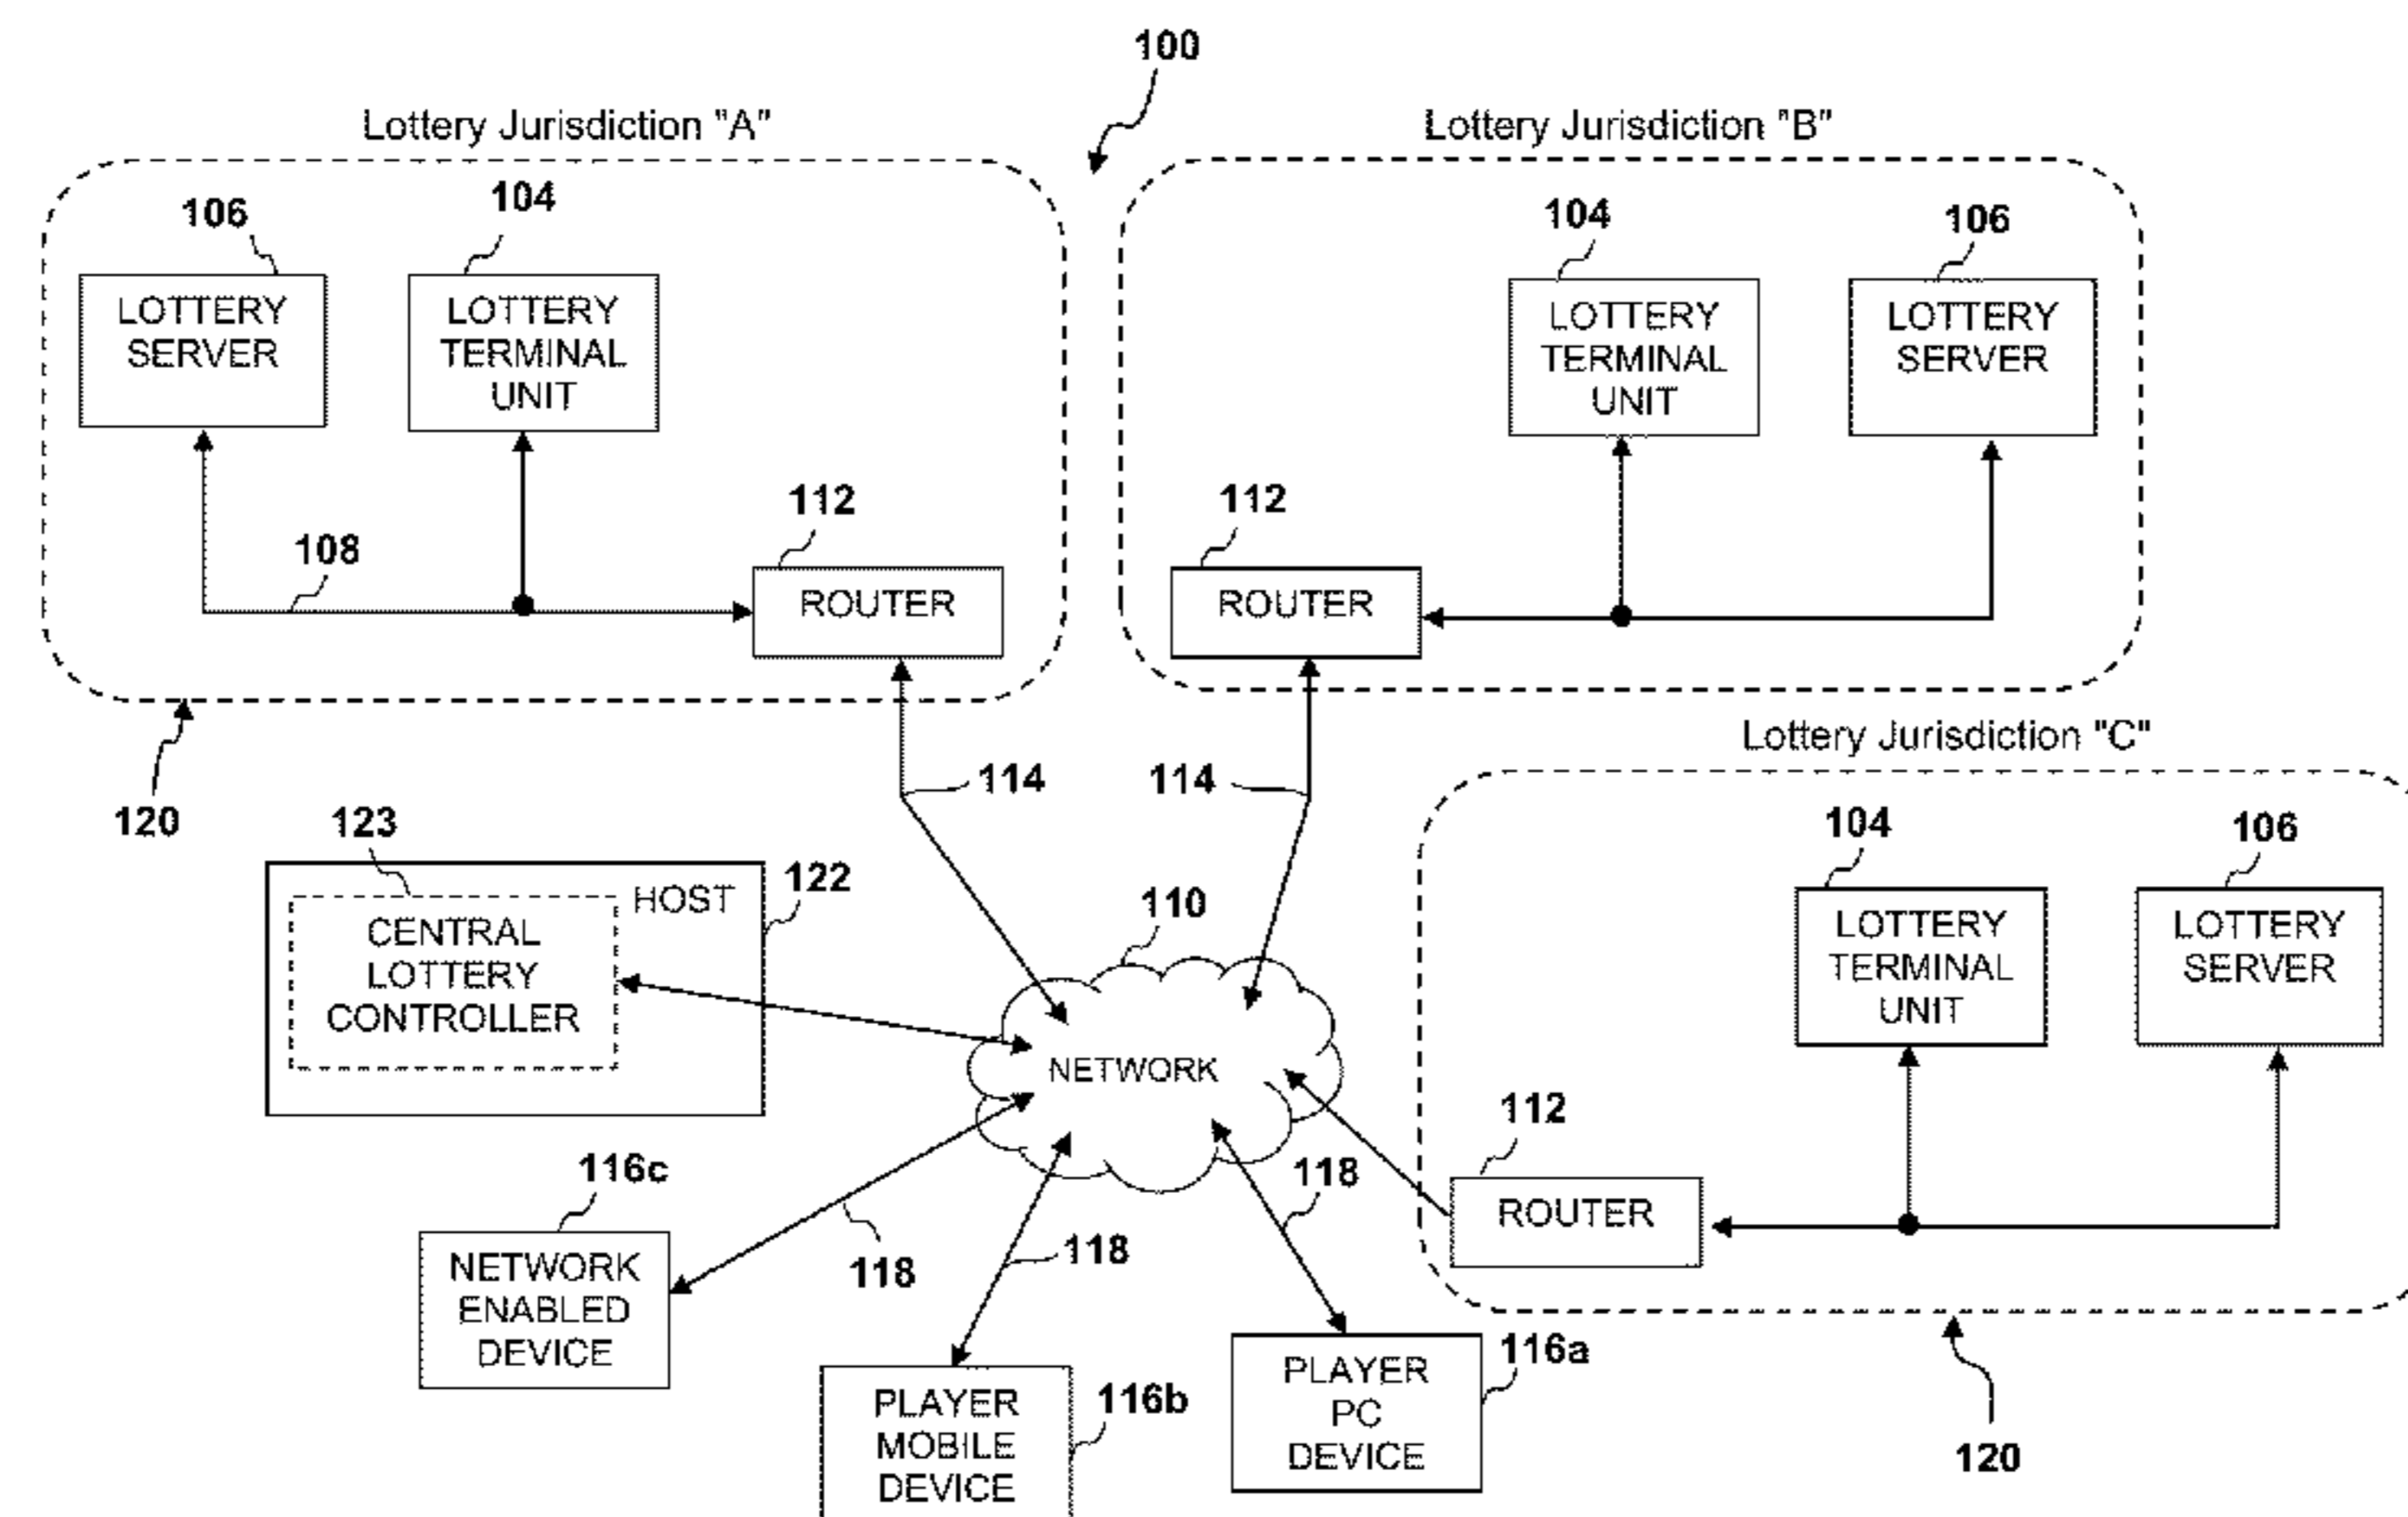 100
Lottery Jurisdiction "A"
Lottery Jurisdiction "B"
106
104
104
106
LOTTERY
SERVER
LOTTERY
TERMINAL
UNIT
LOTTERY
TERMINAL
UNIT
LOTTERY
SERVER
108
112
112
ROUTER
ROUTER
Lottery Jurisdiction "C"
120
114
114
123
122
HOST
CENTRAL
LOTTERY
CONTROLLER
110
NETWORK
104
106
LOTTERY
TERMINAL
UNIT
LOTTERY
SERVER
112
ROUTER
116c
118
118
118
NETWORK
ENABLED
DEVICE
116b
PLAYER
MOBILE
DEVICE
116a
PLAYER
PC
DEVICE
120